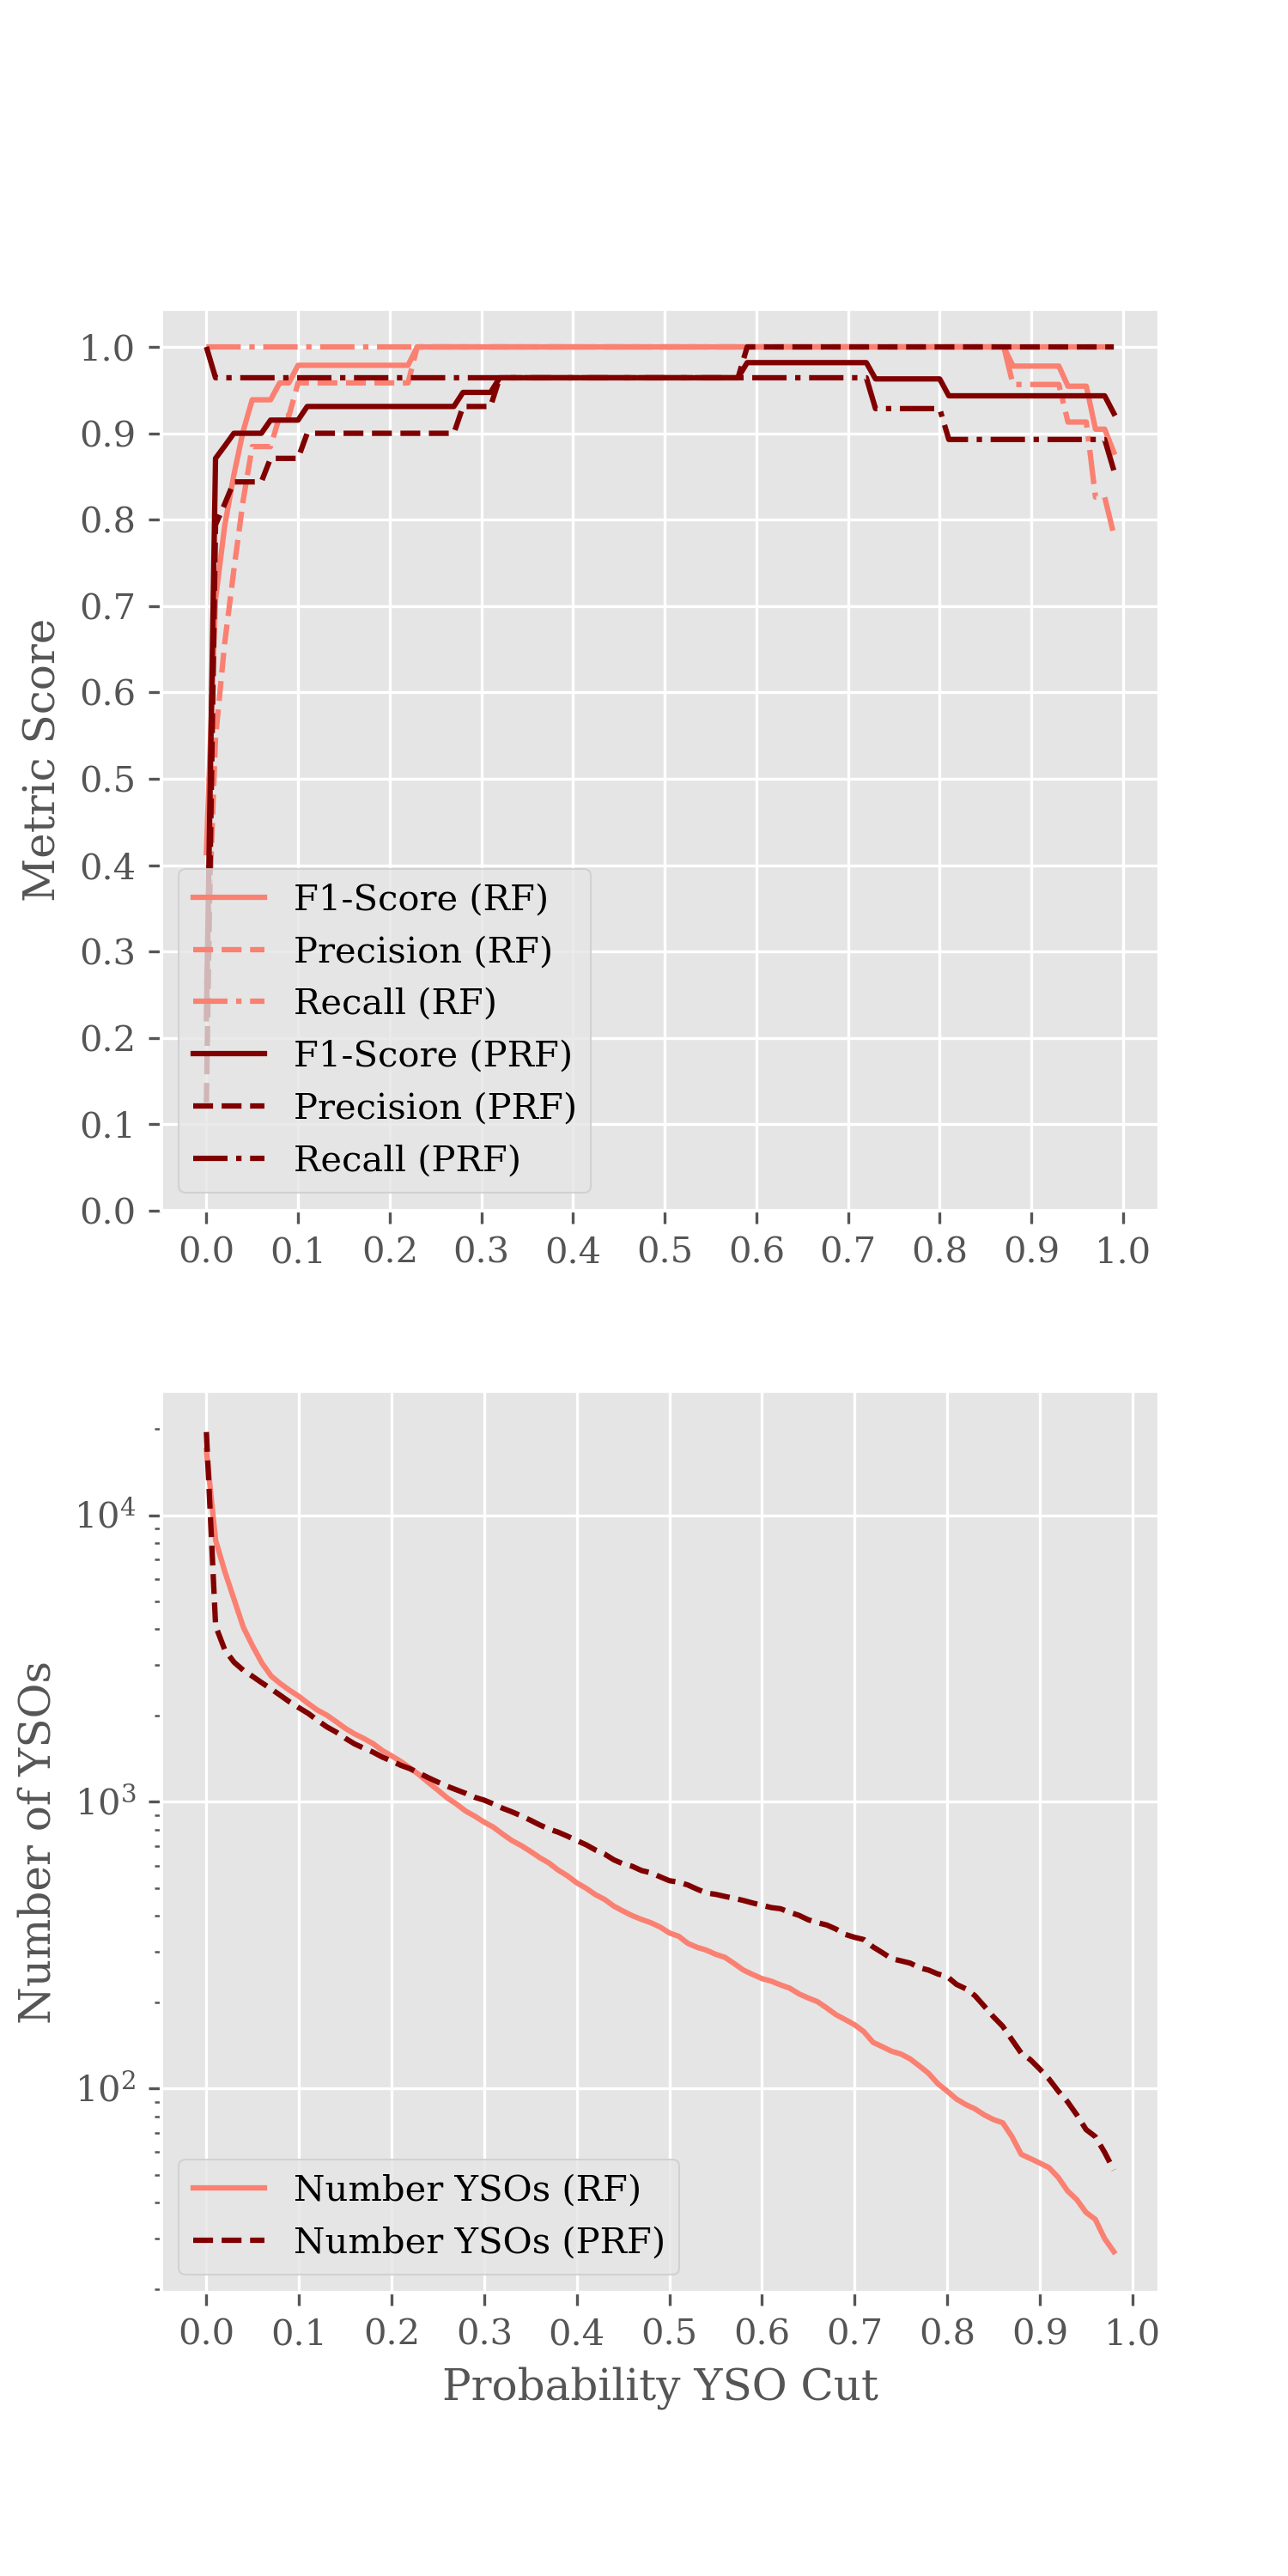 1.0
0.9
0.8
0.7
0.6
0.5
0.4
0.3
0.2
0.1
0.0
Metric Score
F1-Score (RF)
Precision (RF)
Recall (RF)
F1-Score (PRF)
Precision (PRF)
Recall (PRF)
0.0 0.1 0.2 0.3 0.4 0.5 0.6 0.7 0.8 0.9 1.0
10⁴
10³
10²
Number of YSOs
Number YSOs (RF)
Number YSOs (PRF)
0.0 0.1 0.2 0.3 0.4 0.5 0.6 0.7 0.8 0.9 1.0
Probability YSO Cut